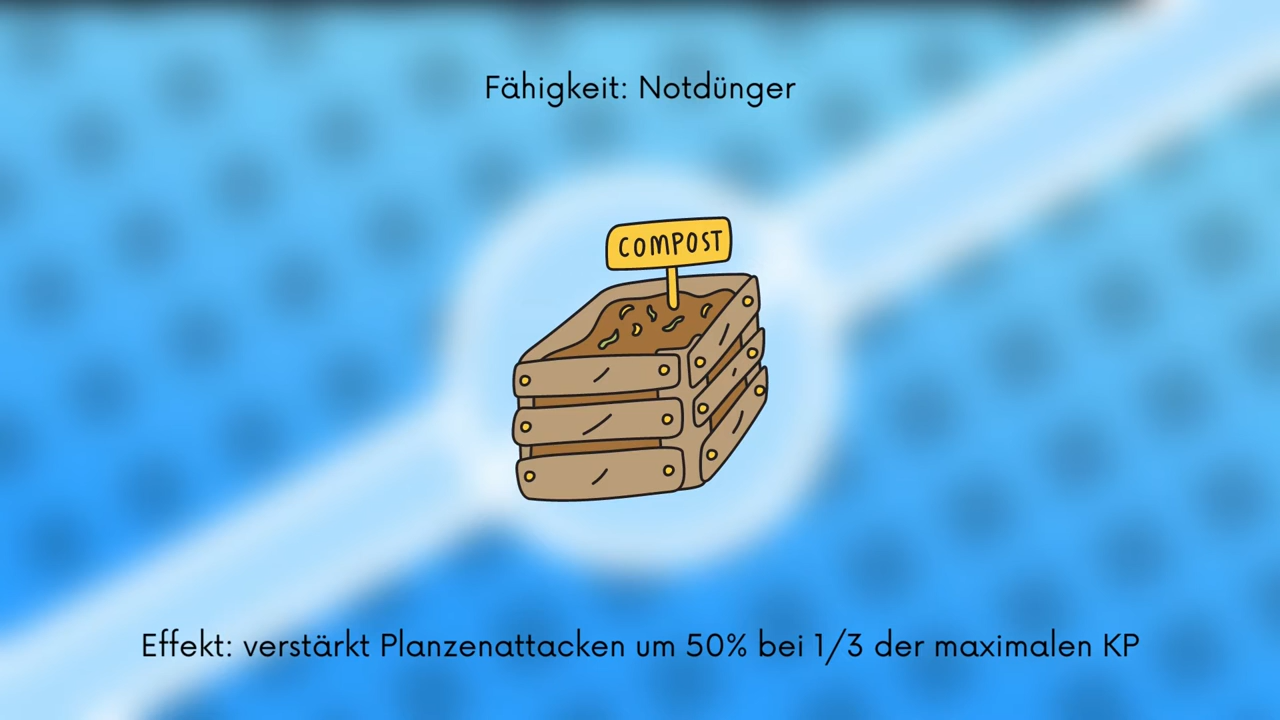 Fähigkeit: Notdünger
COMPOST
Effekt: verstärkt Planzenattacken um 50% bei 1/3 der maximalen KP